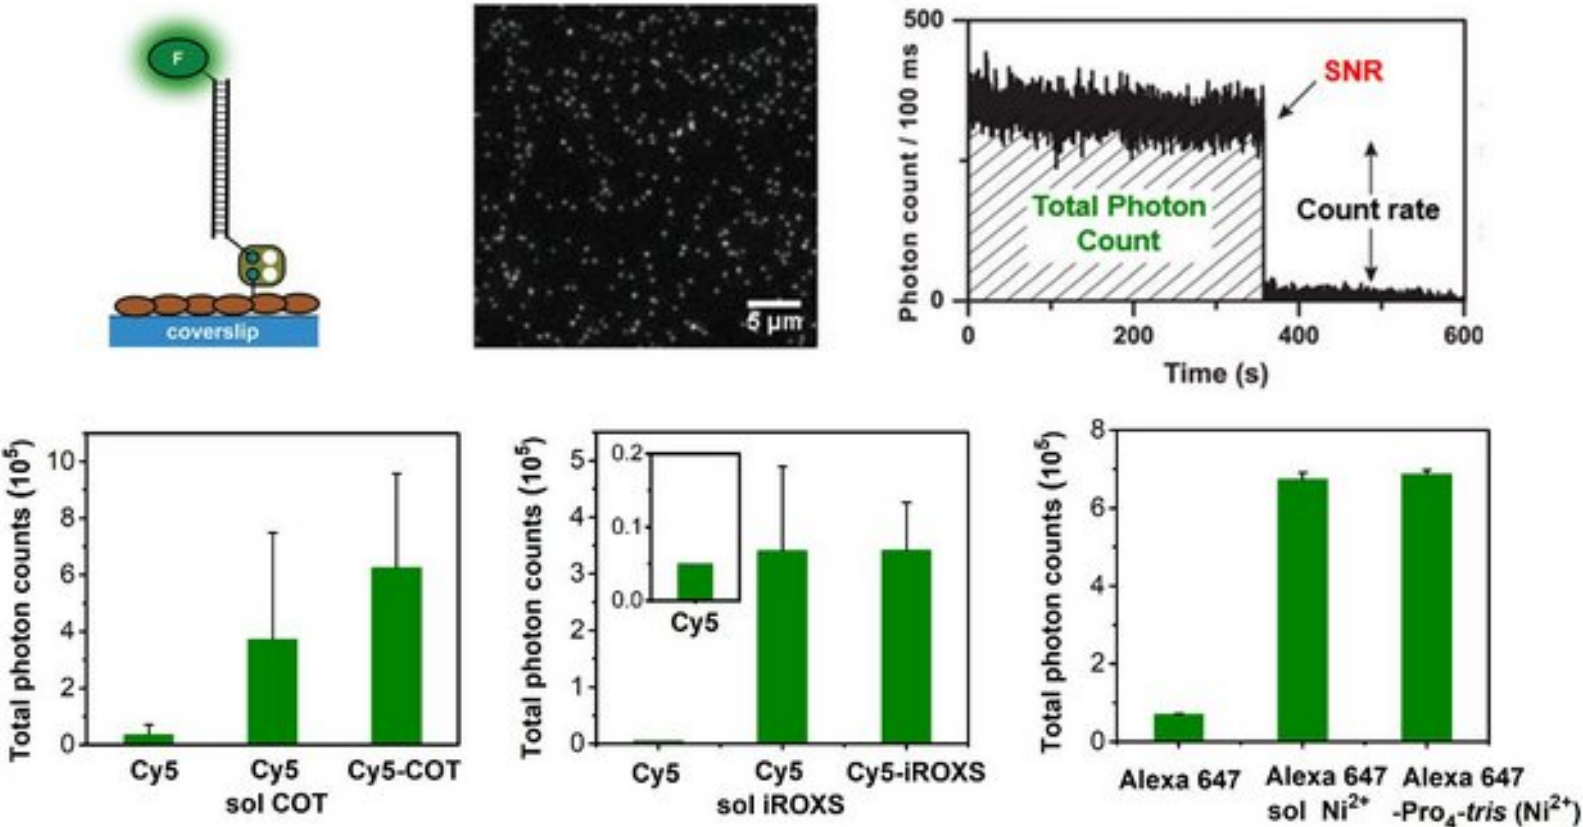 F
coverslip
5 μm
500
0
Photon count / 100 ms
SNR
Total Photon
Count
Count rate
0 200 400 600
Time (s)
Total photon counts (10⁵)
10
8
6
4
2
0
Cy5 Cy5 Cy5-COT
sol COT
Total photon counts (10⁵)
5
4
3
2
1
0
0.2
0.1
0.0
Cy5
Cy5 Cy5 Cy5-iROXS
sol iROXS
Total photon counts (10⁵)
8
6
4
2
0
Alexa 647 Alexa 647 Alexa 647
sol Ni²⁺ -Pro₄-tris (Ni²⁺)